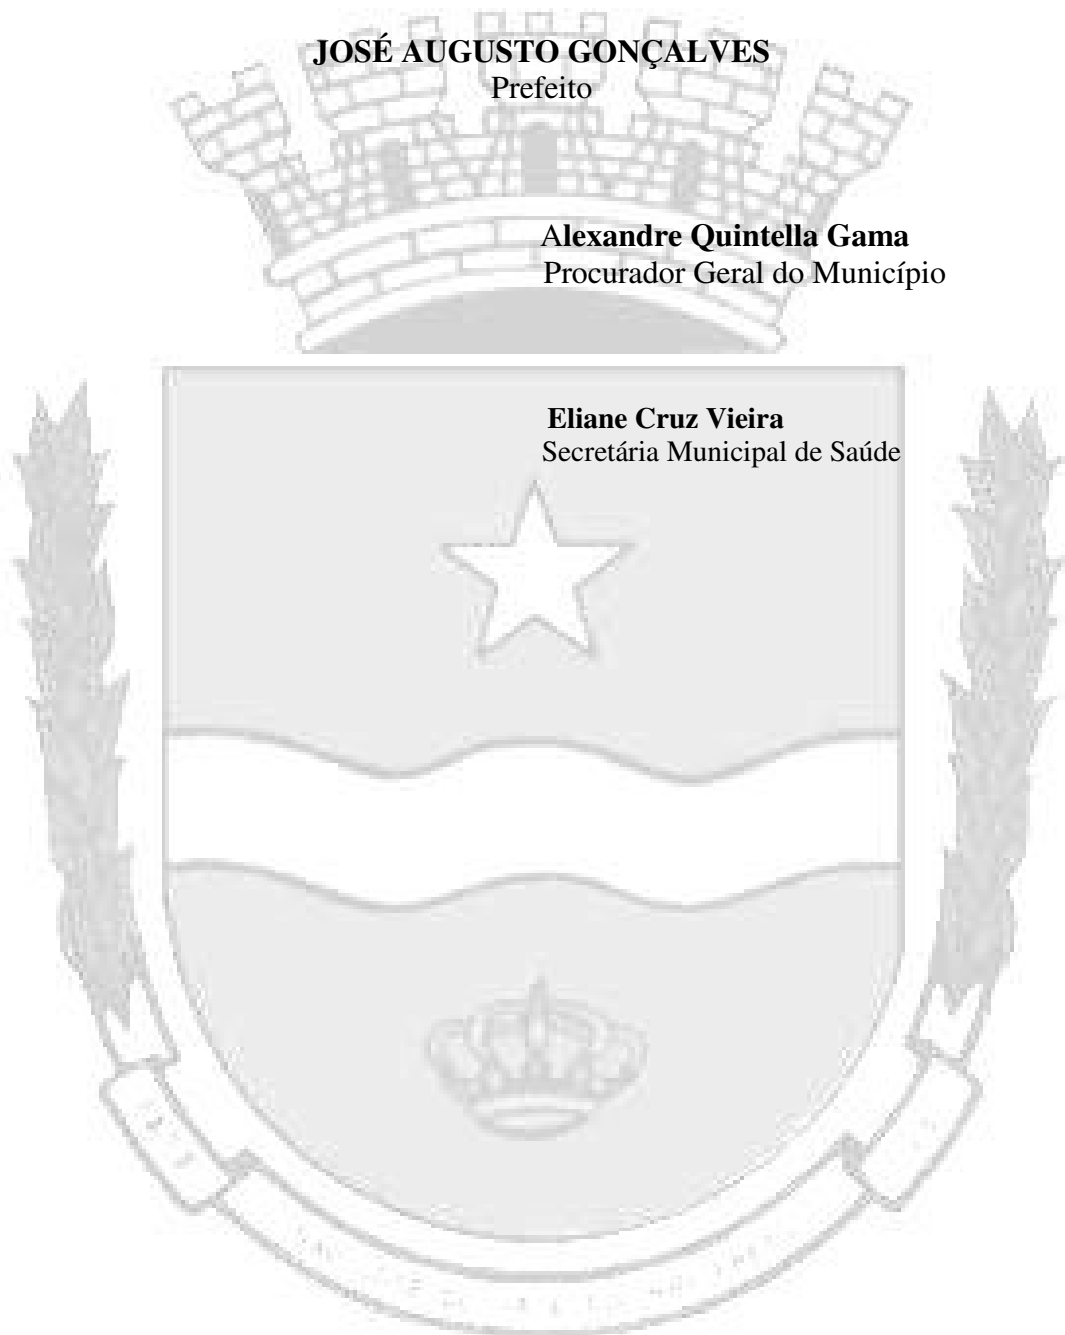 JOSÉ AUGUSTO GONÇALVES
Prefeito
Alexandre Quintella Gama
Procurador Geral do Município
Eliane Cruz Vieira
Secretária Municipal de Saúde